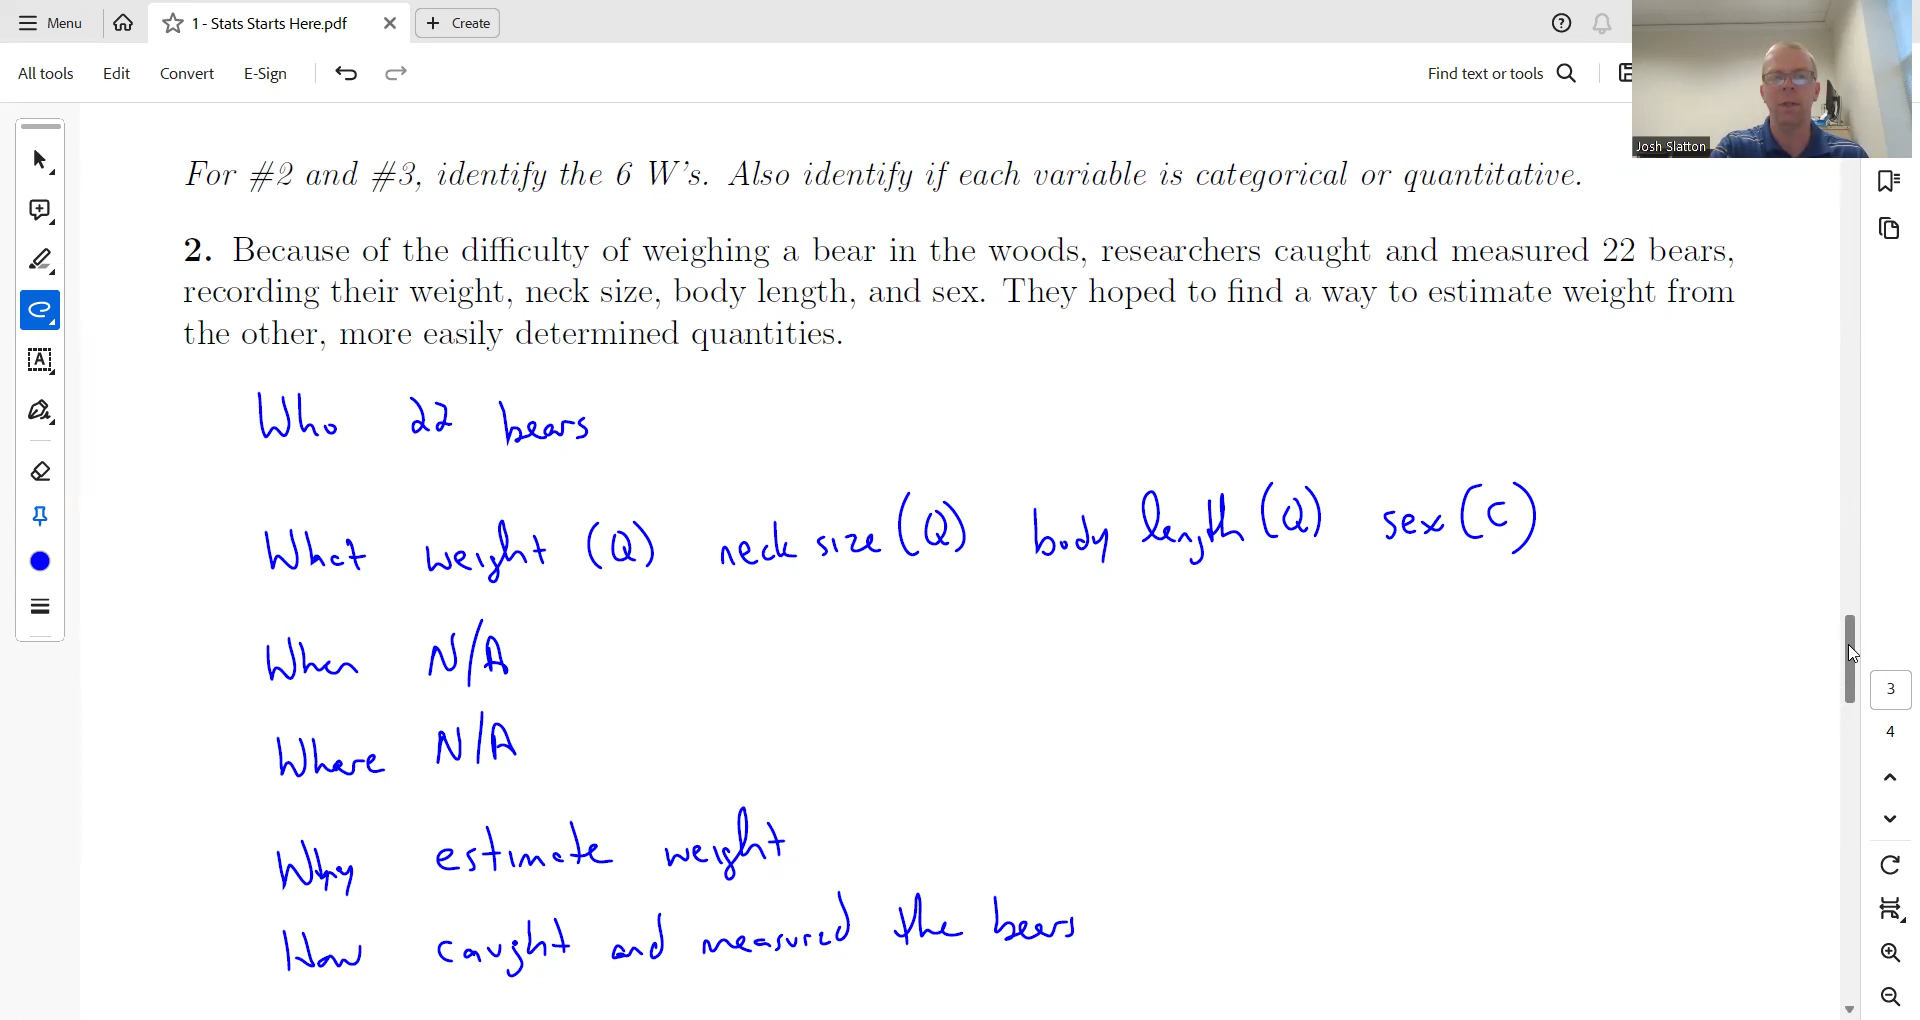 Menu
1 - Stats Starts Here.pdf
Create
All tools
Edit
Convert
E-Sign
Find text or tools
Josh Slatton
For #2 and #3, identify the 6 W's. Also identify if each variable is categorical or quantitative.
2. Because of the difficulty of weighing a bear in the woods, researchers caught and measured 22 bears,
recording their weight, neck size, body length, and sex. They hoped to find a way to estimate weight from
the other, more easily determined quantities.
Who 22 bears
What weight (Q) neck size (Q) body length (Q) sex (C)
When N/A
Where N/A
Why estimate weight
How caught and measured the bears
3
4